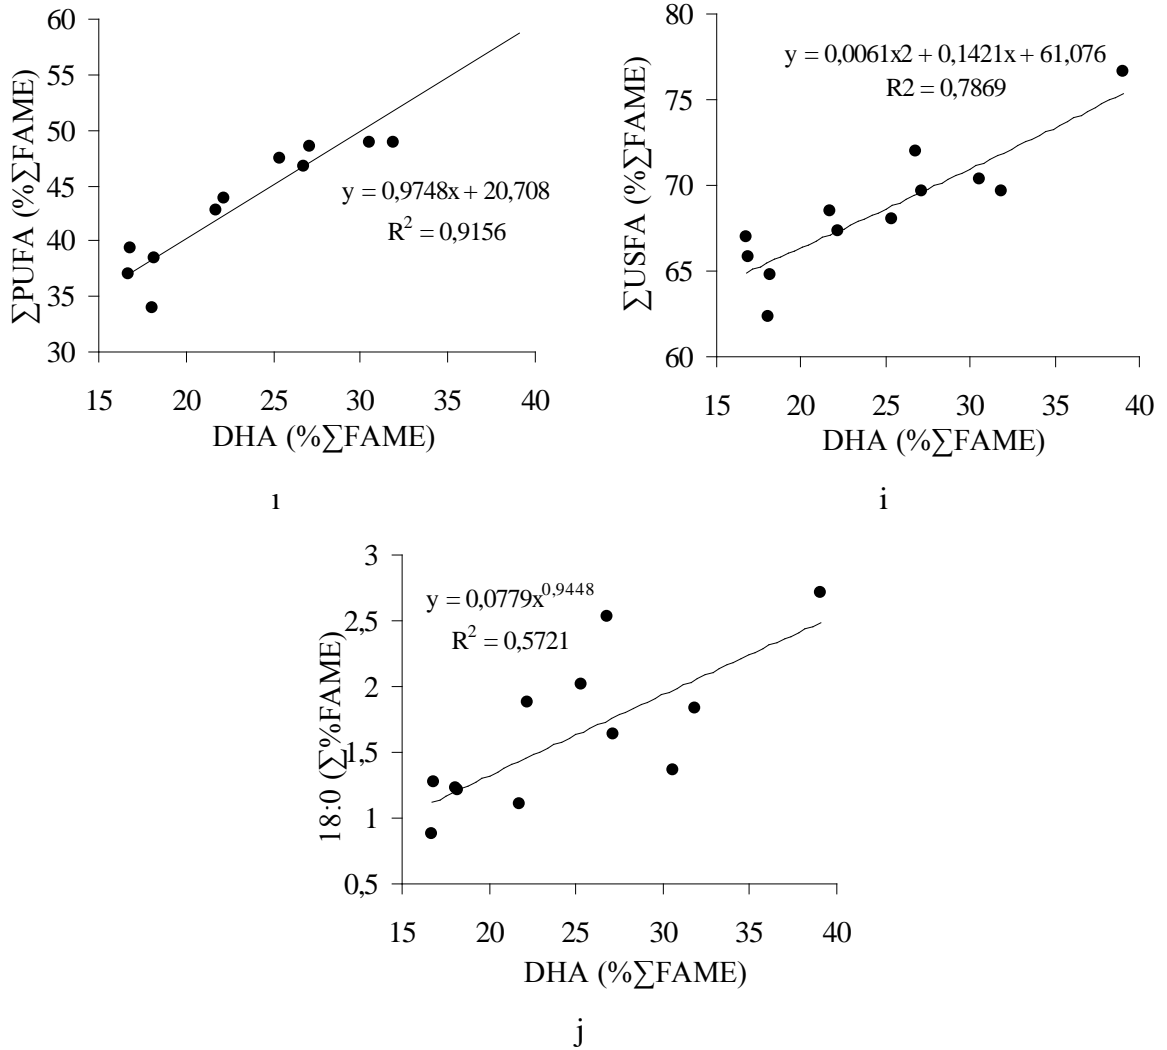 60
55
50
45
40
35
30
∑PUFA (%∑FAME)
y = 0,9748x + 20,708
R² = 0,9156
15 20 25 30 35 40
DHA (%∑FAME)
ı
80
75
70
65
60
∑USFA (%∑FAME)
y = 0,0061x2 + 0,1421x + 61,076
R2 = 0,7869
15 20 25 30 35 40
DHA (%∑FAME)
i
3
2,5
2
1,5
1
0,5
18:0 (∑%FAME)
y = 0,0779x^0,9448
R² = 0,5721
15 20 25 30 35 40
DHA (%∑FAME)
j